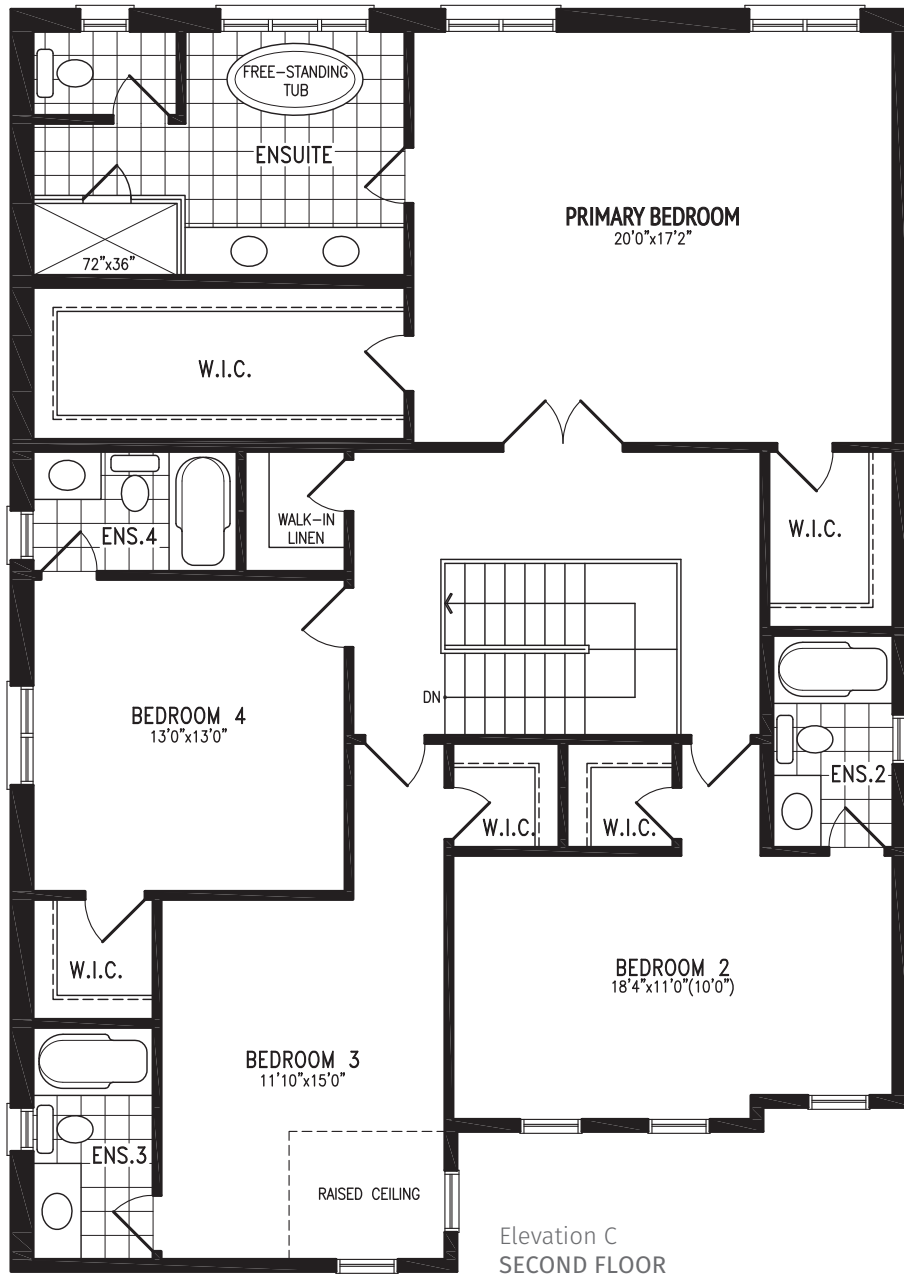 FREE-STANDING
TUB
ENSUITE
PRIMARY BEDROOM
20'0"x17'2"
72"x36"
W.I.C.
WALK-IN
LINEN
ENS.4
W.I.C.
DN
BEDROOM 4
13'0"x13'0"
ENS.2
W.I.C.
W.I.C.
W.I.C.
BEDROOM 2
18'4"x11'0"(10'0")
BEDROOM 3
11'10"x15'0"
ENS.3
RAISED CEILING
Elevation C
SECOND FLOOR